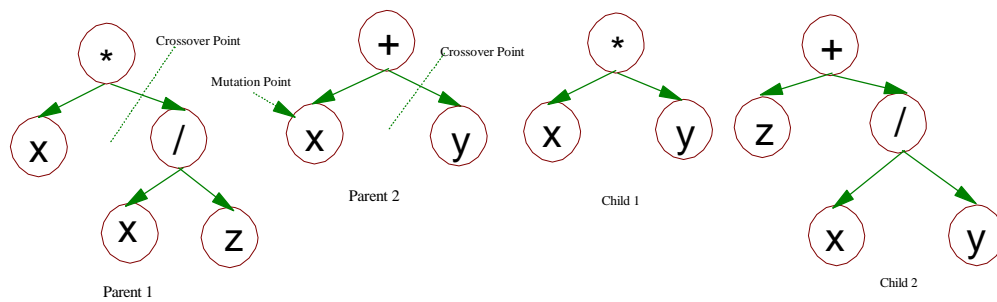 *
Crossover Point
x
/
x
z
Parent 1
+
Crossover Point
Mutation Point
x
y
Parent 2
*
x
y
Child 1
+
z
/
x
y
Child 2